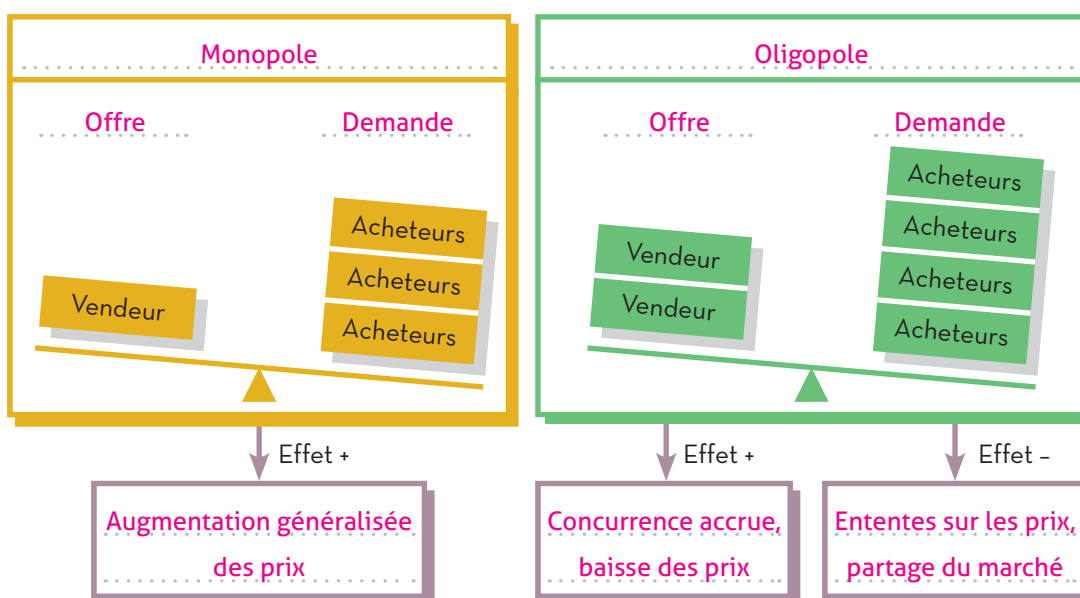 Monopole
Offre
Demande
Vendeur
Acheteurs
Acheteurs
Acheteurs
Effet +
Augmentation généralisée
des prix
Oligopole
Offre
Demande
Vendeur
Vendeur
Acheteurs
Acheteurs
Acheteurs
Acheteurs
Effet +
Concurrence accrue,
baisse des prix
Effet –
Ententes sur les prix,
partage du marché